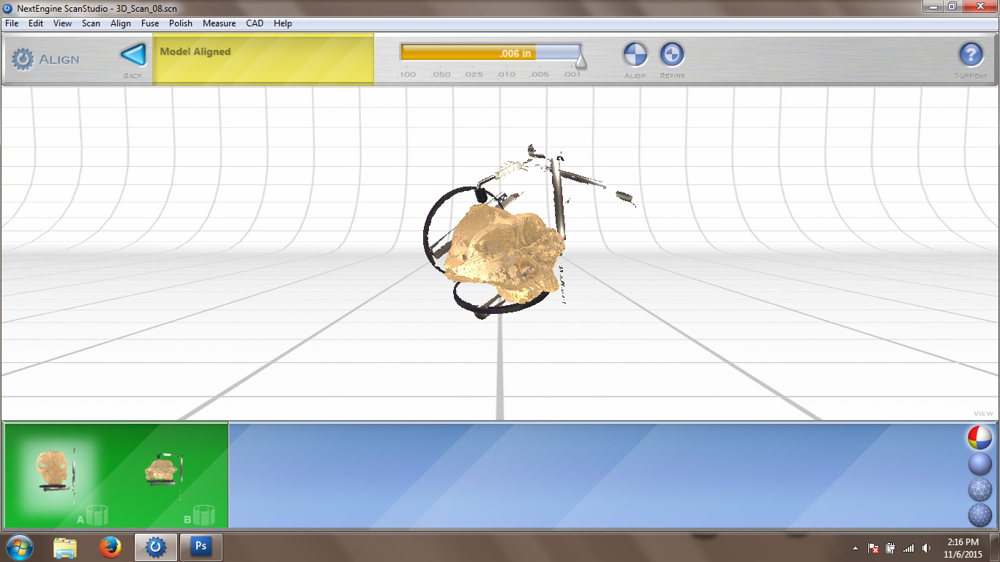 NextEngine ScanStudio - 3D_Scan_08.scn
File Edit View Scan Align Fuse Polish Measure CAD Help
ALIGN
BACK
Model Aligned
.006 in
.100 .050 .025 .010 .005 .001
ALIGN
REFINE
?
SUPPORT
VIEW
A
B
Ps
2:16 PM
11/6/2015